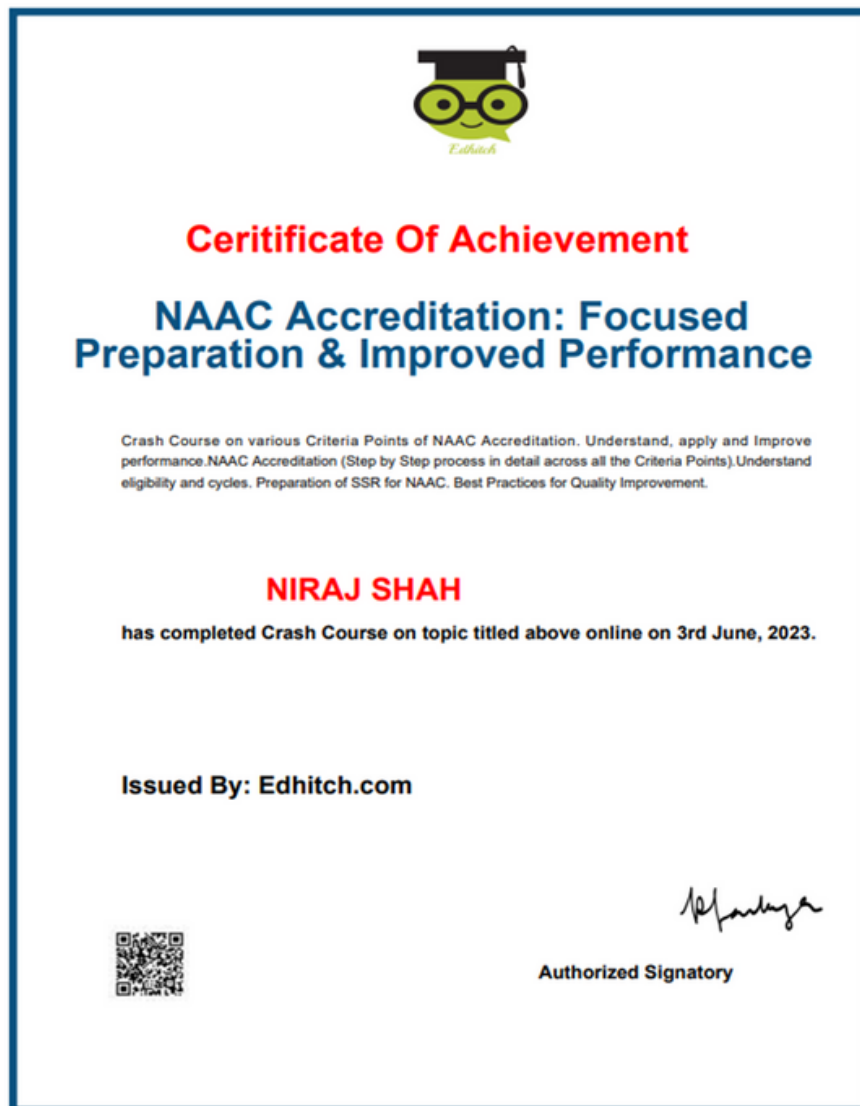 Edhitch
Ceritificate Of Achievement
NAAC Accreditation: Focused
Preparation & Improved Performance
Crash Course on various Criteria Points of NAAC Accreditation. Understand, apply and Improve
performance.NAAC Accreditation (Step by Step process in detail across all the Criteria Points).Understand
eligibility and cycles. Preparation of SSR for NAAC. Best Practices for Quality Improvement.
NIRAJ SHAH
has completed Crash Course on topic titled above online on 3rd June, 2023.
Issued By: Edhitch.com
Authorized Signatory